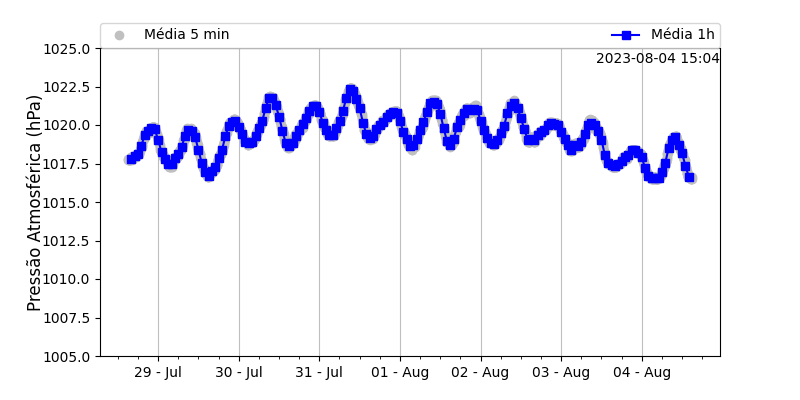 Média 5 min
Média 1h
2023-08-04 15:04
Pressão Atmosférica (hPa)
1025.0
1022.5
1020.0
1017.5
1015.0
1012.5
1010.0
1007.5
1005.0
29 - Jul
30 - Jul
31 - Jul
01 - Aug
02 - Aug
03 - Aug
04 - Aug